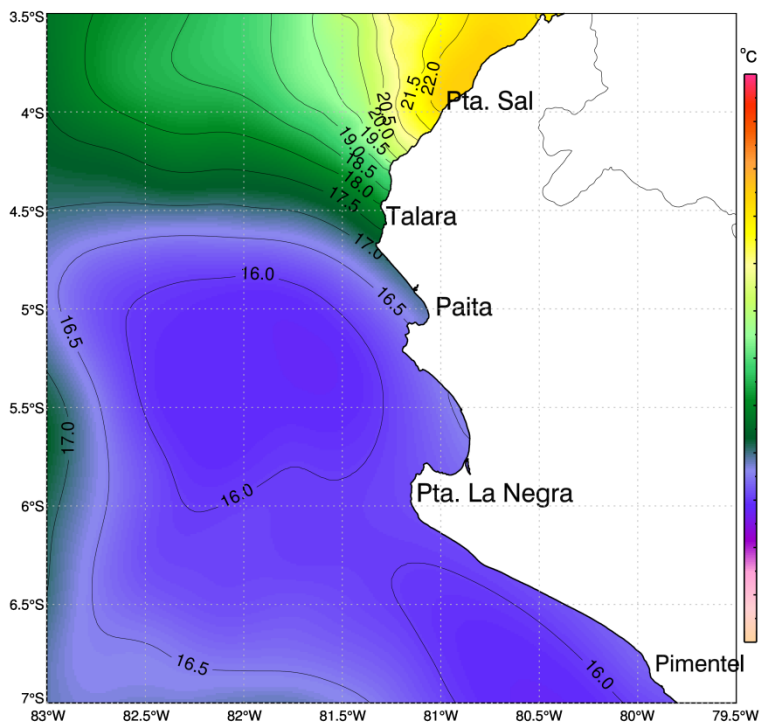 3.5°S
°C
22.0
21.5
20.5
20.0
Pta. Sal
4°S
19.5
19.0
18.5
18.0
17.5
4.5°S
Talara
17.0
16.0
5°S
16.5
Paita
16.5
5.5°S
17.0
16.0
Pta. La Negra
6°S
6.5°S
16.5
16.0
Pimentel
7°S
83°W 82.5°W 82°W 81.5°W 81°W 80.5°W 80°W 79.5°W